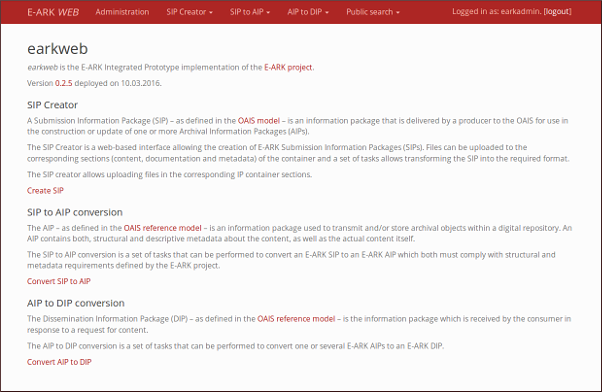 E-ARK WEB Administration SIP Creator SIP to AIP AIP to DIP Public search Logged in as: earkadmin. [logout]
earkweb
earkweb is the E-ARK Integrated Prototype implementation of the E-ARK project.
Version 0.2.5 deployed on 10.03.2016.
SIP Creator
A Submission Information Package (SIP) – as defined in the OAIS model – is an information package that is delivered by a producer to the OAIS for use in
the construction or update of one or more Archival Information Packages (AIPs).
The SIP Creator is a web-based interface allowing the creation of E-ARK Submission Information Packages (SIPs). Files can be uploaded to the
corresponding sections (content, documentation and metadata) of the container and a set of tasks allows transforming the SIP into the required format.
The SIP creator allows uploading files in the corresponding IP container sections.
Create SIP
SIP to AIP conversion
The AIP – as defined in the OAIS reference model – is an information package used to transmit and/or store archival objects within a digital repository. An
AIP contains both, structural and descriptive metadata about the content, as well as the actual content itself.
The SIP to AIP conversion is a set of tasks that can be performed to convert an E-ARK SIP to an E-ARK AIP which both must comply with structural and
metadata requirements defined by the E-ARK project.
Convert SIP to AIP
AIP to DIP conversion
The Dissemination Information Package (DIP) – as defined in the OAIS reference model – is the information package which is received by the consumer in
response to a request for content.
The AIP to DIP conversion is a set of tasks that can be performed to convert one or several E-ARK AIPs to an E-ARK DIP.
Convert AIP to DIP